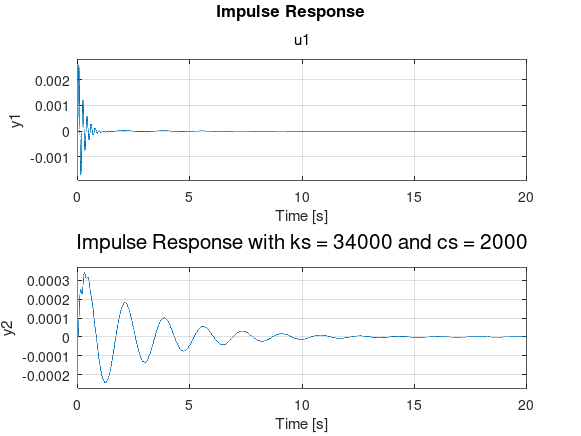 Impulse Response
u1
0.002
0.001
0
-0.001
y1
0 5 10 15 20
Time [s]
Impulse Response with ks = 34000 and cs = 2000
0.0003
0.0002
0.0001
0
-0.0001
-0.0002
y2
0 5 10 15 20
Time [s]